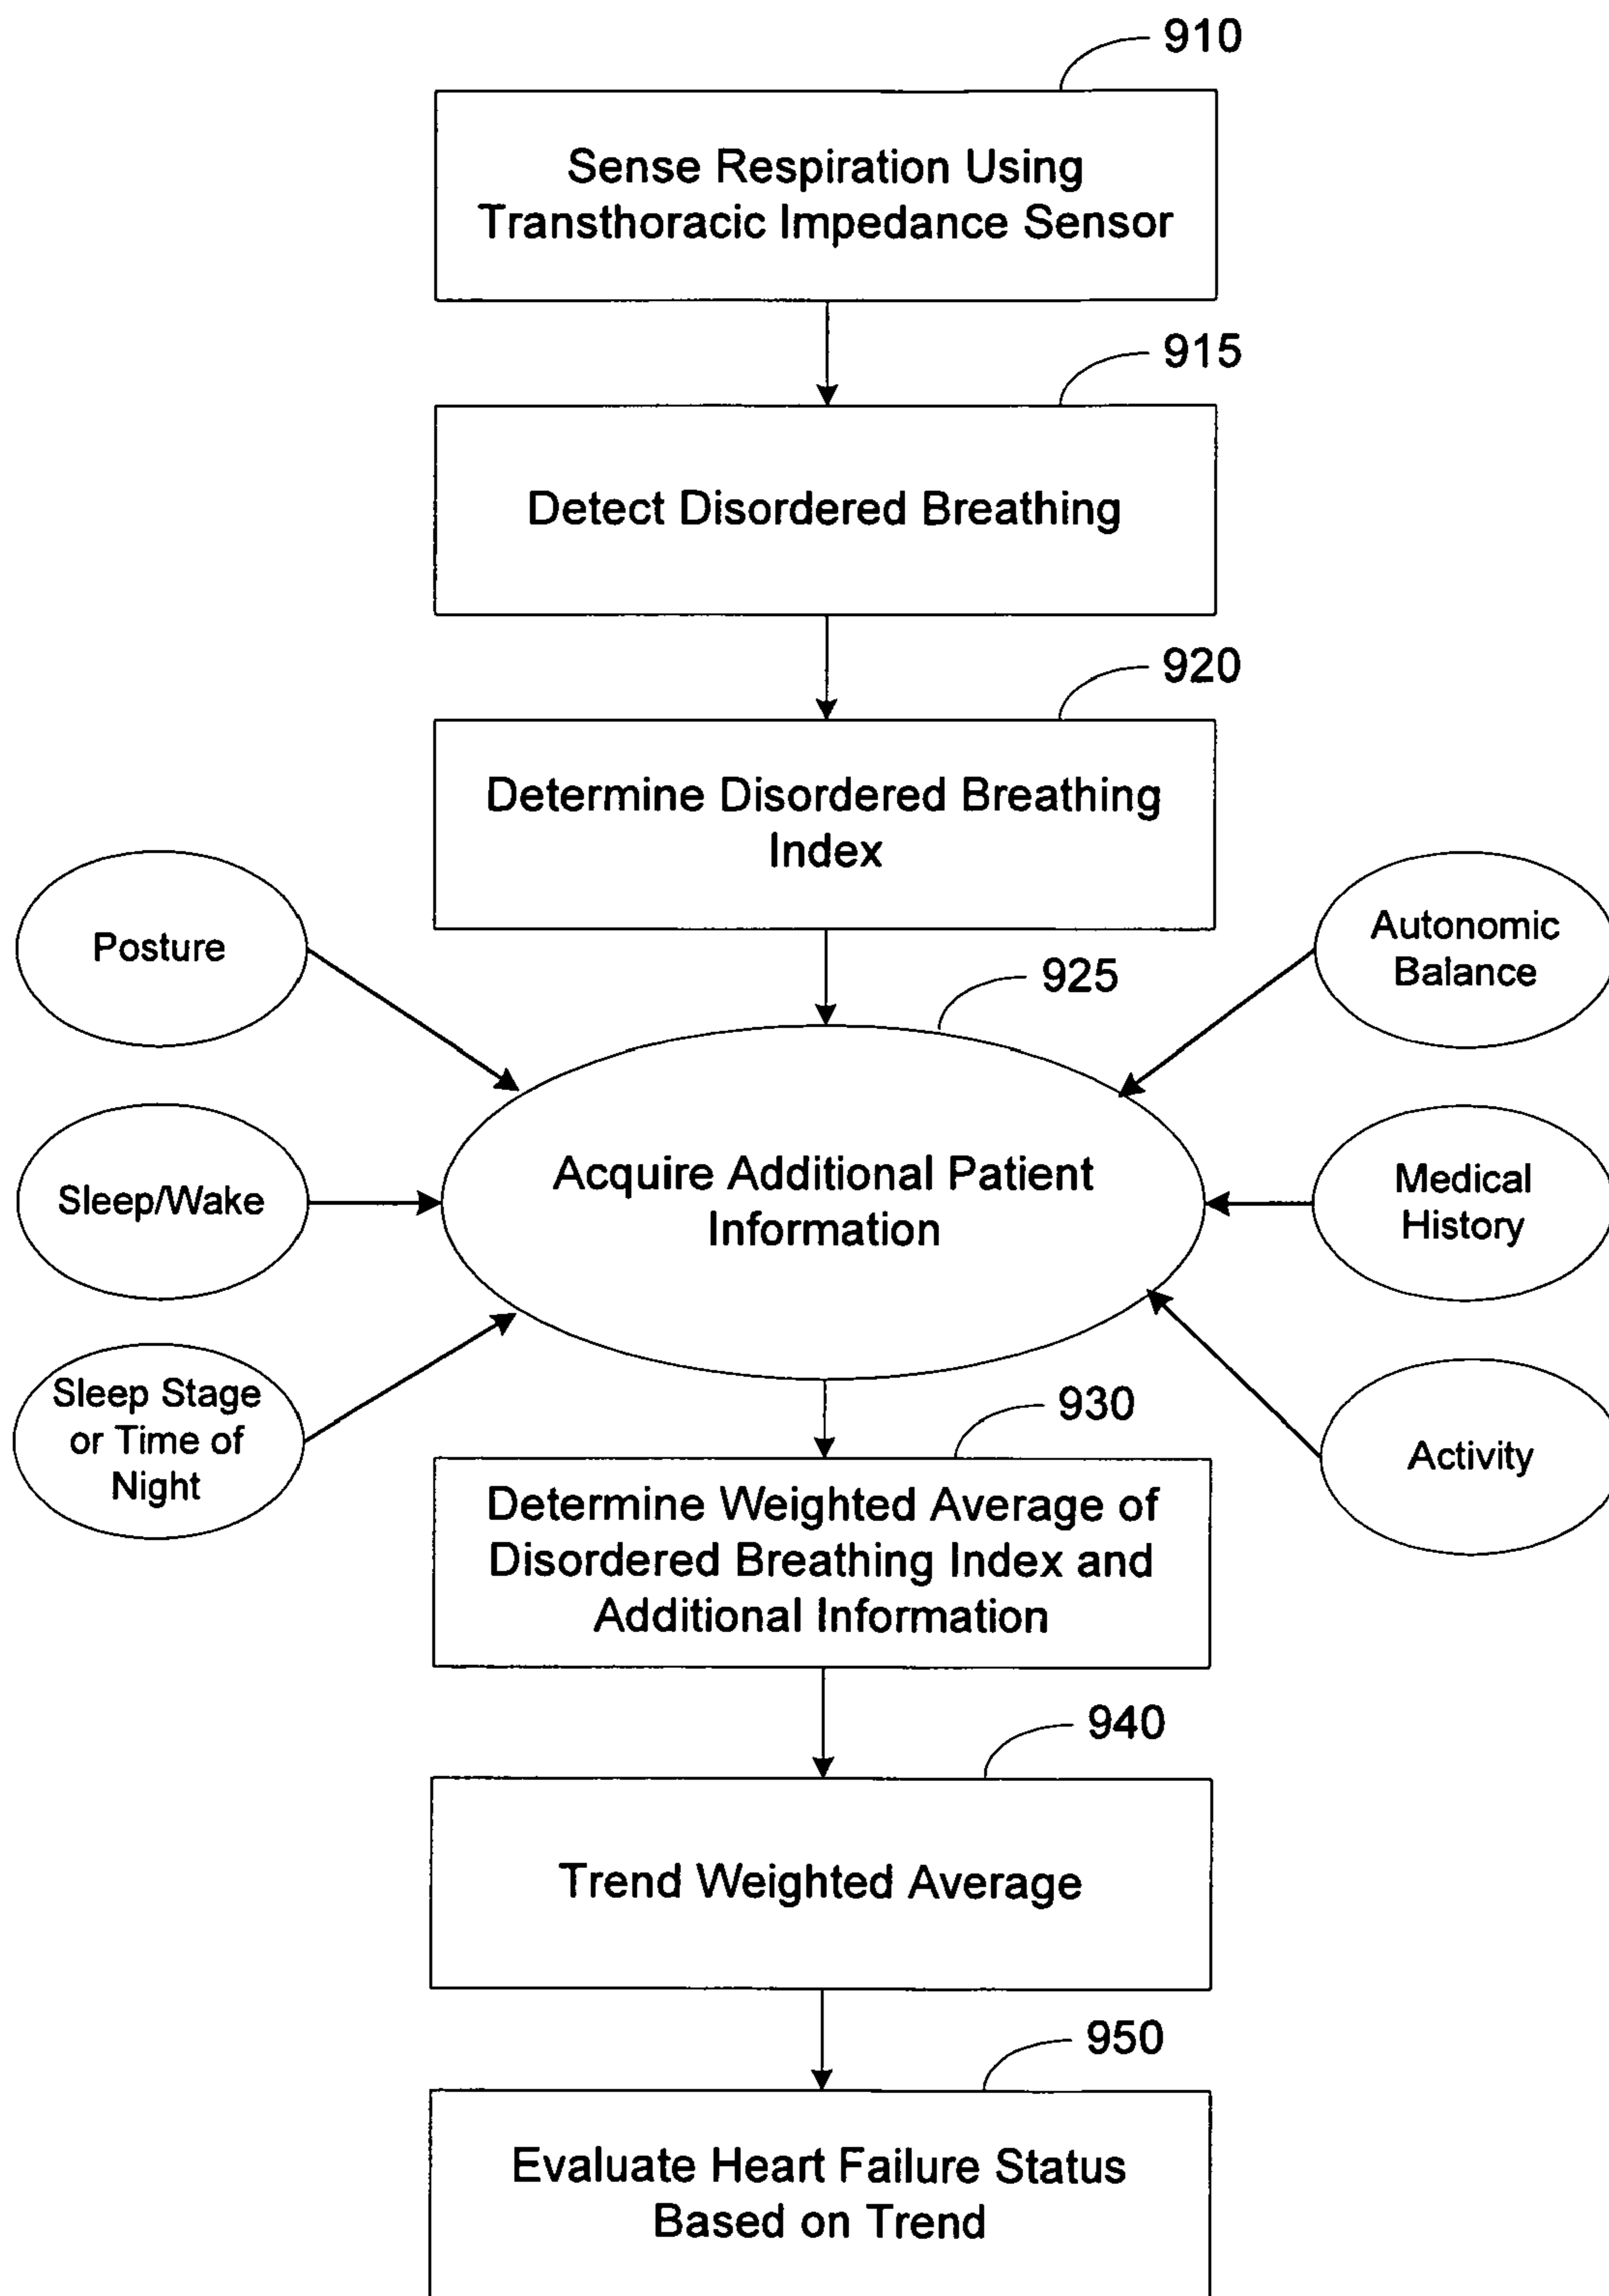 910
Sense Respiration Using
Transthoracic Impedance Sensor
915
Detect Disordered Breathing
920
Determine Disordered Breathing
Index
Posture
Autonomic
Balance
925
Acquire Additional Patient
Information
Sleep/Wake
Medical
History
Sleep Stage
or Time of
Night
Activity
930
Determine Weighted Average of
Disordered Breathing Index and
Additional Information
940
Trend Weighted Average
950
Evaluate Heart Failure Status
Based on Trend